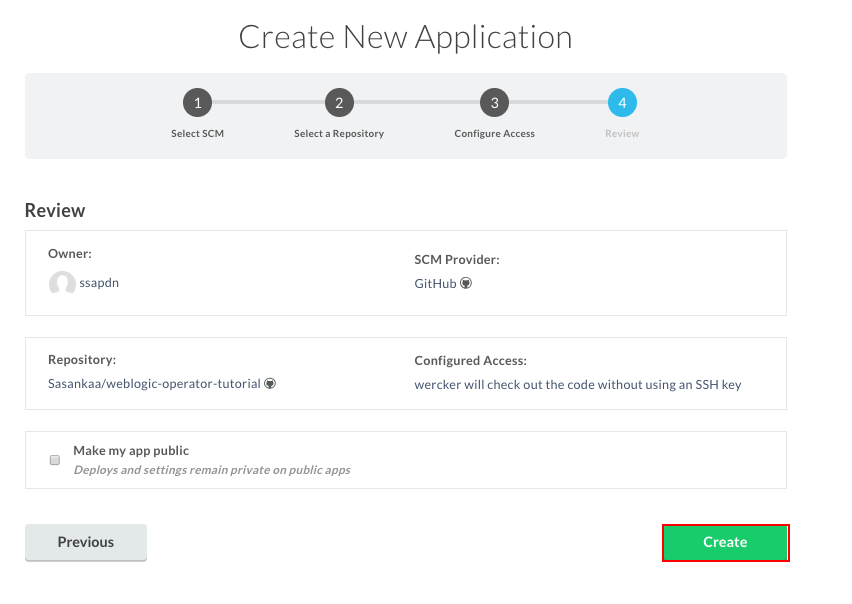 Create New Application
1 2 3 4
Select SCM Select a Repository Configure Access Review
Review
Owner:
ssapdn
SCM Provider:
GitHub
Repository:
Sasankaa/weblogic-operator-tutorial
Configured Access:
wercker will check out the code without using an SSH key
Make my app public
Deploys and settings remain private on public apps
Previous Create